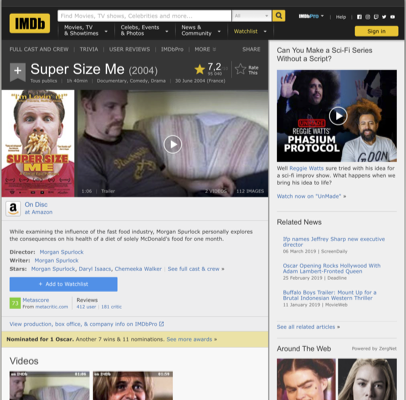 IMDb
Find Movies, TV shows, Celebrities and more...
All
IMDbPro
Help
Movies, TV
& Showtimes
Celebs, Events
& Photos
News &
Community
Watchlist
Sign in
FULL CAST AND CREW | TRIVIA | USER REVIEWS | IMDbPro | MORE
SHARE
Super Size Me (2004)
7,2
Rate
This
Tous publics | 1h 40min | Documentary, Comedy, Drama | 30 June 2004 (France)
SUPER SIZE
ME
1:06 | Trailer
2 VIDEOS | 112 IMAGES
On Disc
at Amazon
While examining the influence of the fast food industry, Morgan Spurlock personally explores
the consequences on his health of a diet of solely McDonald's food for one month.
Director: Morgan Spurlock
Writer: Morgan Spurlock
Stars: Morgan Spurlock, Daryl Isaacs, Chemeeka Walker | See full cast & crew »
+ Add to Watchlist
73
Metascore
From metacritic.com
Reviews
412 user | 181 critic
View production, box office, & company info on IMDbPro
Nominated for 1 Oscar. Another 7 wins & 11 nominations. See more awards »
Videos
Can You Make a Sci-Fi Series
Without a Script?
REGGIE WATTS'
PHASIUM
PROTOCOL
Well Reggie Watts sure tried with his idea for
a sci-fi improv show. What happens when we
bring his idea to life?
Watch now on "UnMade" »
Related News
Ifp names Jeffrey Sharp new executive
director
06 March 2019 | ScreenDaily
Oscar Opening Rocks Hollywood With
Adam Lambert-Fronted Queen
25 February 2019 | Deadline
Buffalo Boys Trailer: Mount Up for a
Brutal Indonesian Western Thriller
11 January 2019 | MovieWeb
See all related articles »
Around The Web
Powered by ZergNet